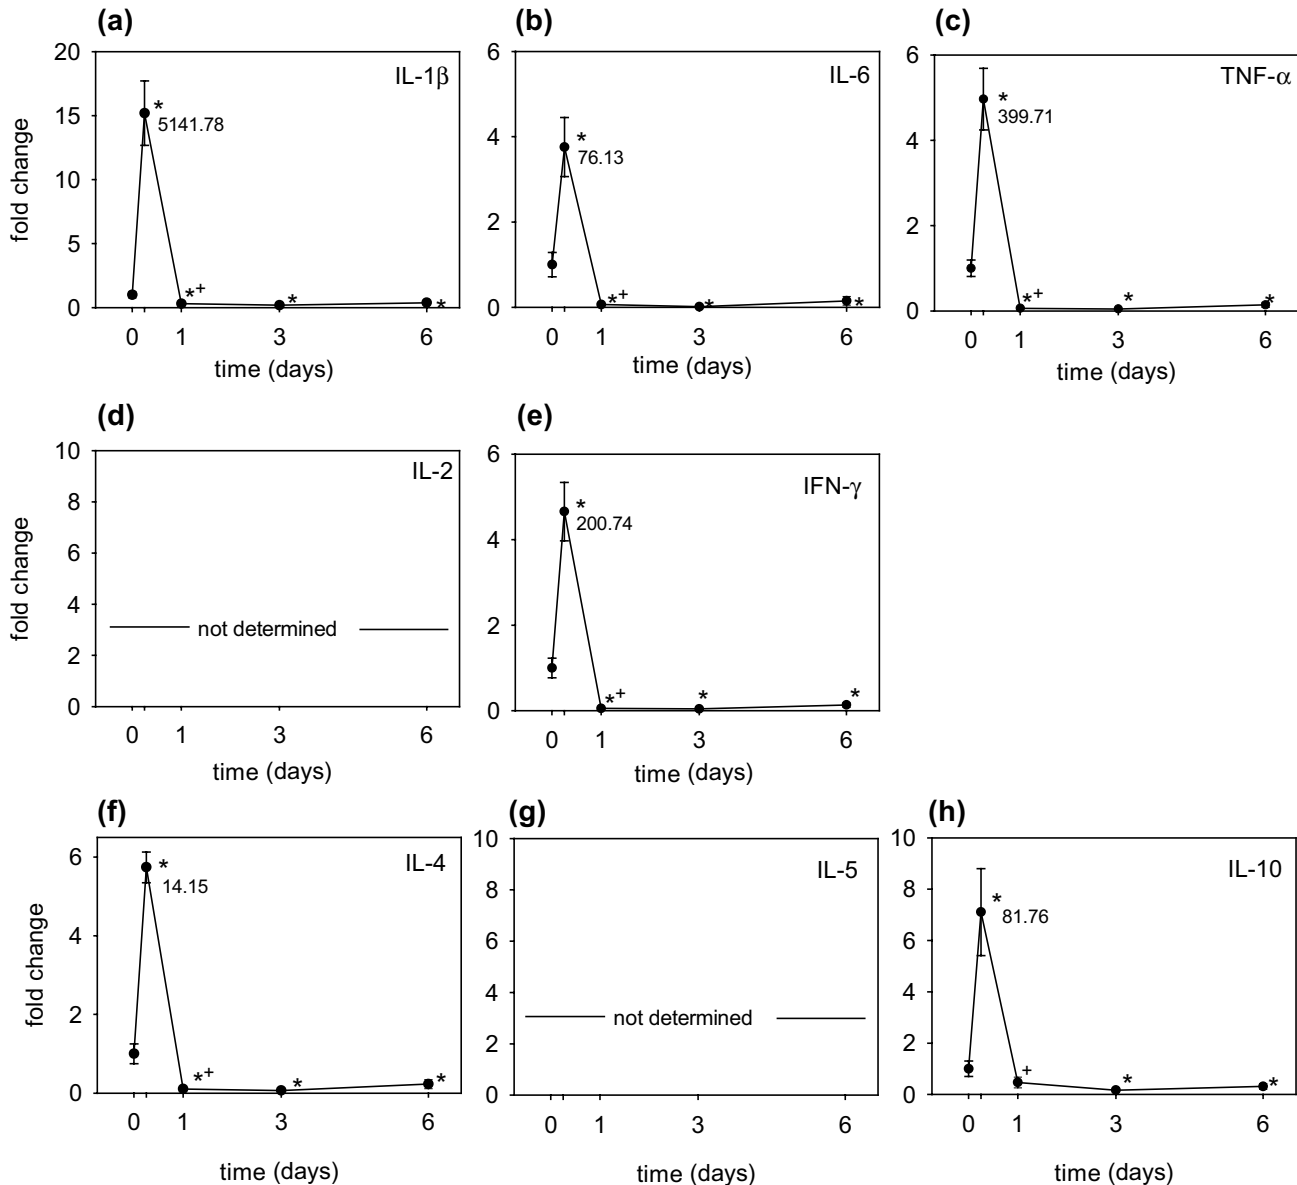 (a)
20
15
10
5
0
fold change
IL-1β
*
5141.78
*+
*
*
0 1 3 6
time (days)
(b)
6
4
2
0
IL-6
*
76.13
*+
*
*
0 1 3 6
time (days)
(c)
6
4
2
0
TNF-α
*
399.71
*+
*
*
0 1 3 6
time (days)
(d)
10
8
6
4
2
0
fold change
IL-2
not determined
0 1 3 6
time (days)
(e)
6
4
2
0
IFN-γ
*
200.74
*+
*
*
0 1 3 6
time (days)
(f)
6
4
2
0
fold change
IL-4
*
14.15
*+
*
*
0 1 3 6
time (days)
(g)
10
8
6
4
2
0
IL-5
not determined
0 1 3 6
time (days)
(h)
10
8
6
4
2
0
IL-10
*
81.76
+
*
*
0 1 3 6
time (days)